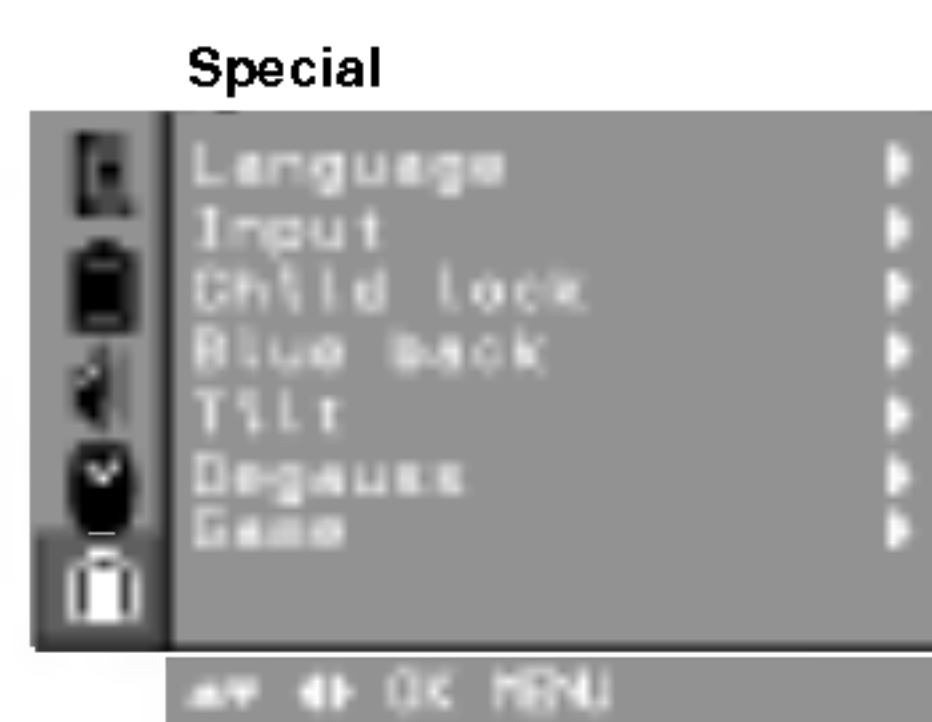 Special
Language
Input
Child lock
Blue back
Tilt
Degauss
Game
OK MENU